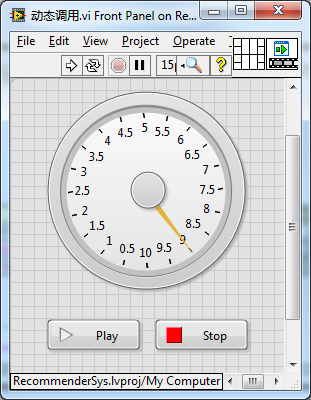 动态调用.vi Front Panel on Re...
File Edit View Project Operate
15
?
4.5 5 5.5
4 6
3.5 6.5
3 7
2.5 7.5
2 8
1.5 8.5
1 9
0.5 10 9.5
Play Stop
RecommenderSys.lvproj/My Computer